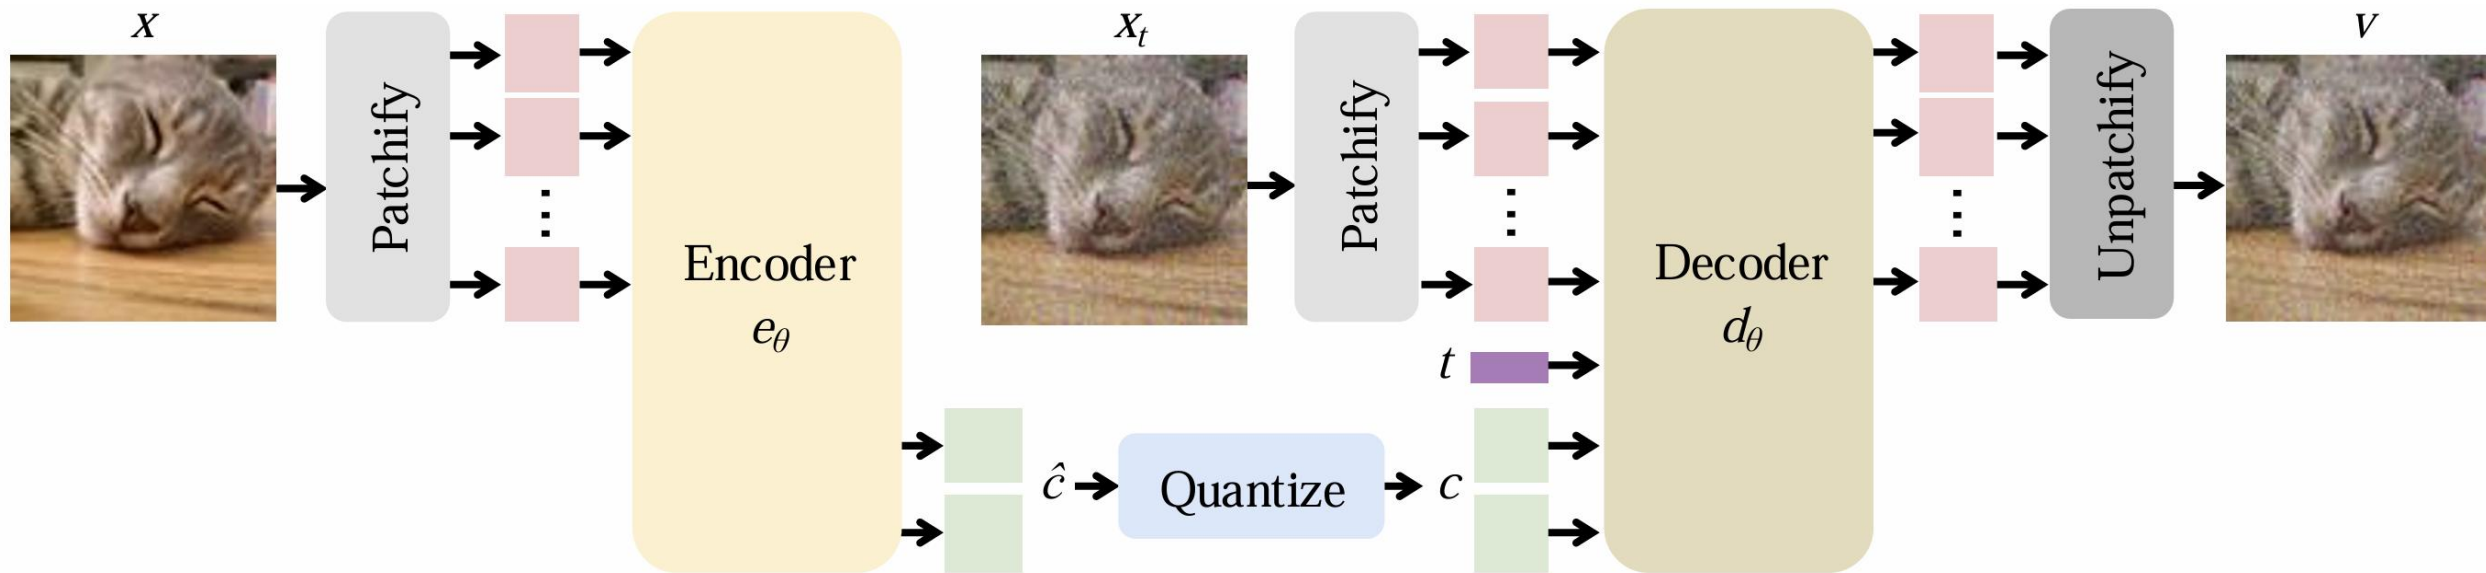 x
Patchify
Encoder
e_θ
ĉ
Quantize
c
x_t
Patchify
t
Decoder
d_θ
Unpatchify
v